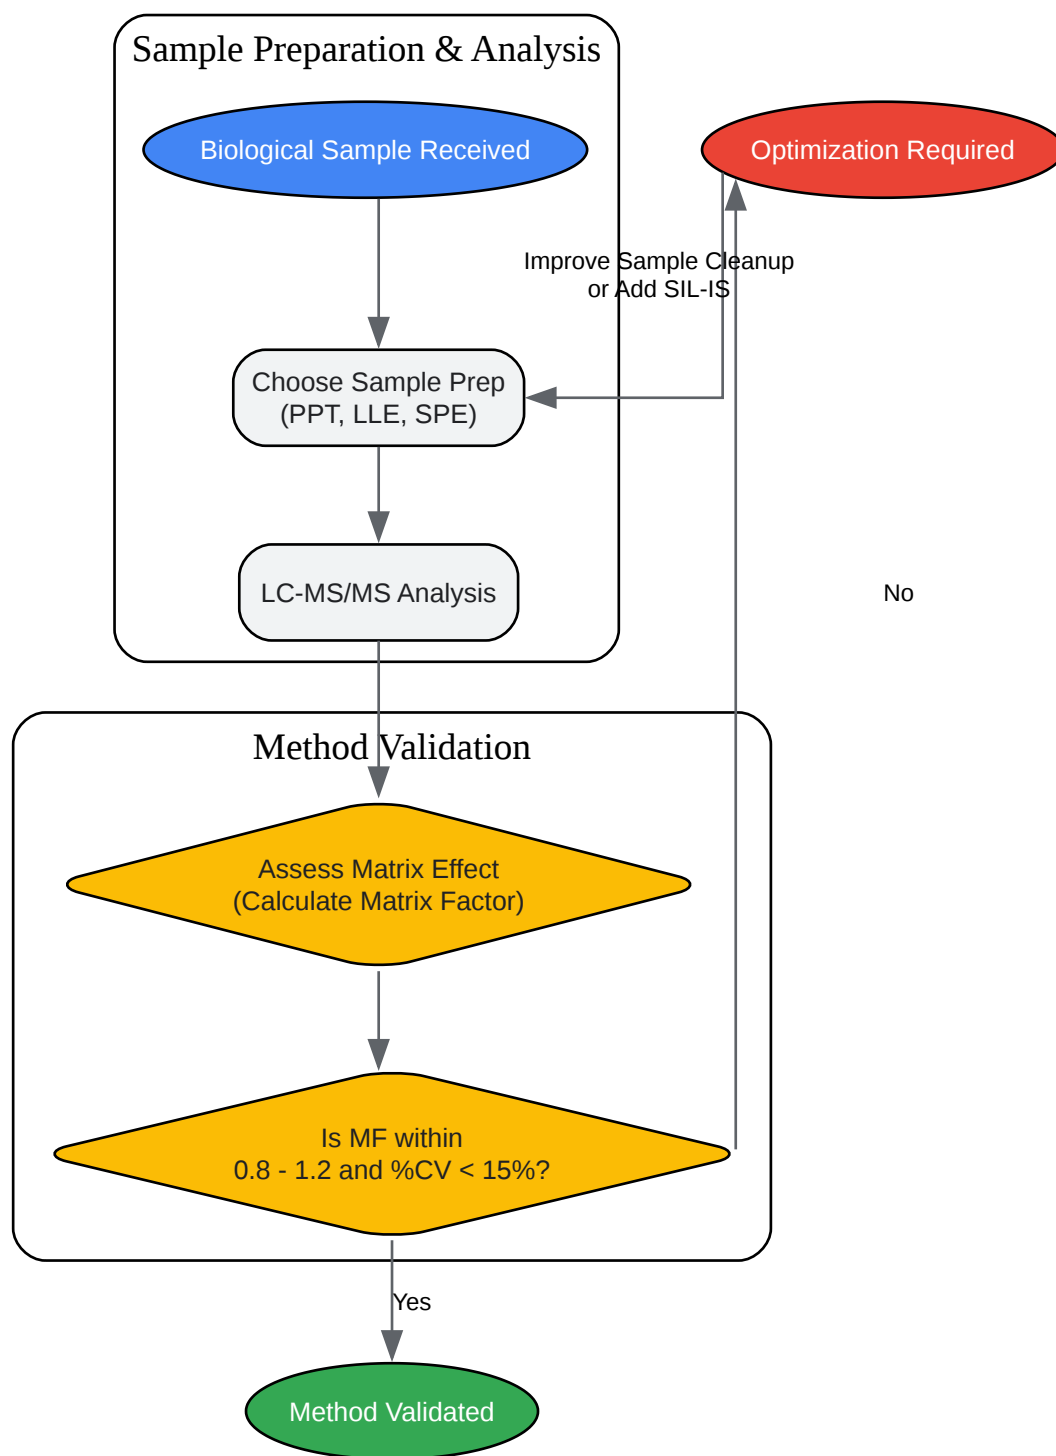 Sample Preparation & Analysis
Biological Sample Received
Optimization Required
Improve Sample Cleanup
or Add SIL-IS
Choose Sample Prep
(PPT, LLE, SPE)
LC-MS/MS Analysis
No
Method Validation
Assess Matrix Effect
(Calculate Matrix Factor)
Is MF within
0.8 - 1.2 and %CV < 15%?
Yes
Method Validated